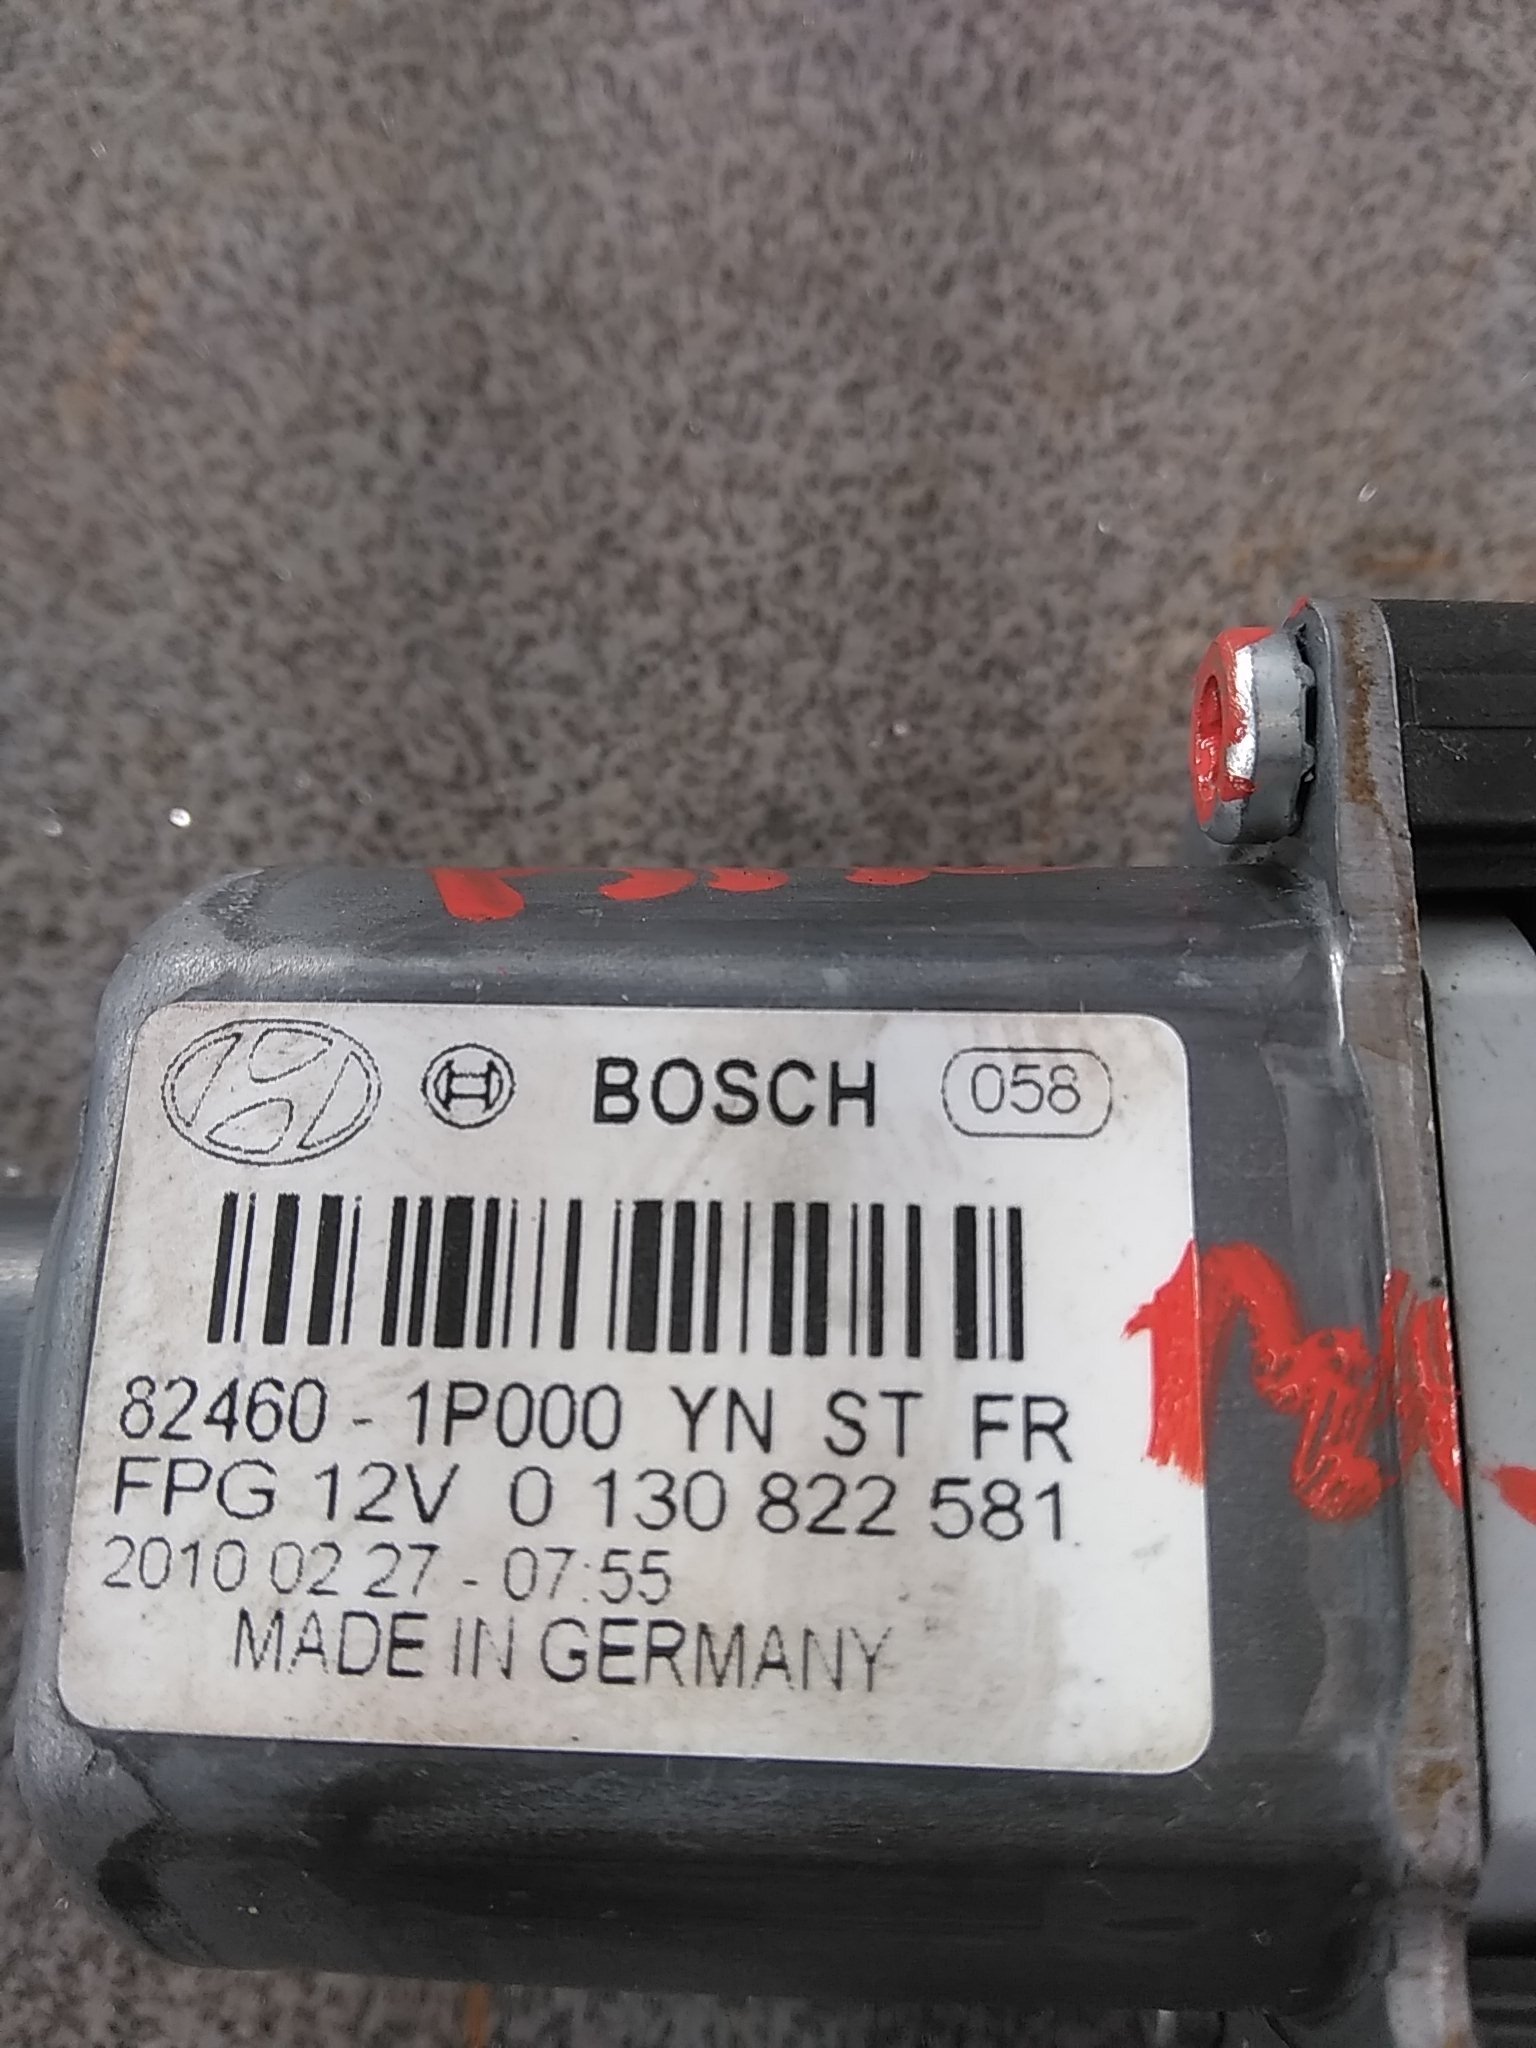 BOSCH 058
82460 - 1P000 YN ST FR
FPG 12V 0 130 822 581
2010 02 27 - 07:55
MADE IN GERMANY